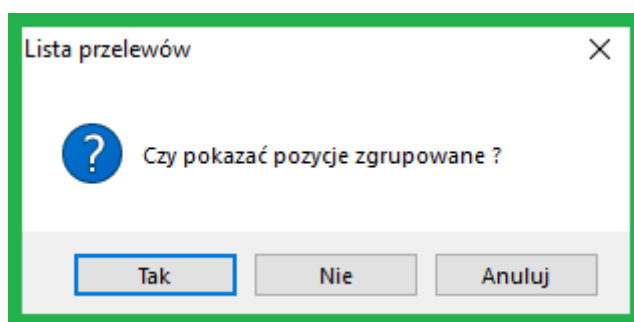 Lista przelewów
Czy pokazać pozycje zgrupowane ?
Tak Nie Anuluj